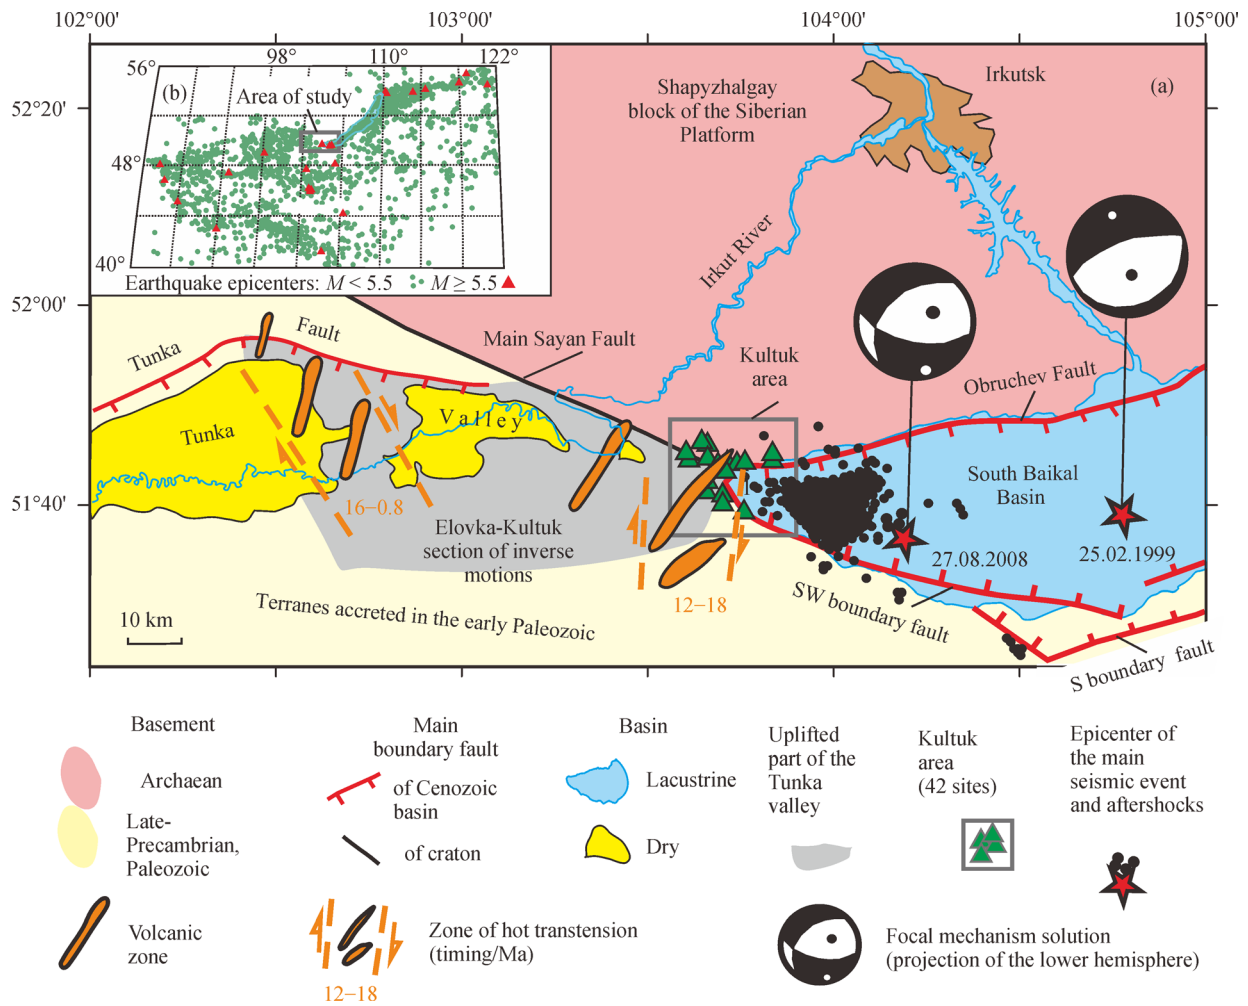 102°00'
103°00'
104°00'
105°00'
52°20'
52°00'
51°40'
98°
110°
122°
56°
48°
40°
(b)
Area of study
Earthquake epicenters: M < 5.5
M ≥ 5.5
(a)
Irkutsk
Shapyzhalgay
block of the Siberian
Platform
Irkut River
Tunka
Fault
Main Sayan Fault
Kultuk
area
Obruchev Fault
Tunka
Valley
South Baikal
Basin
16−0.8
Elovka-Kultuk
section of inverse
motions
27.08.2008
25.02.1999
12−18
SW boundary
fault
Terranes accreted in the early Paleozoic
10 km
S boundary fault
Basement
Archaean
Late-
Precambrian,
Paleozoic
Volcanic
zone
Main
boundary fault
of Cenozoic
basin
of craton
Zone of hot transtension
(timing/Ma)
12−18
Basin
Lacustrine
Dry
Uplifted
part of the
Tunka
valley
Kultuk
area
(42 sites)
Epicenter of
the main
seismic event
and aftershocks
Focal mechanism solution
(projection of the lower hemisphere)